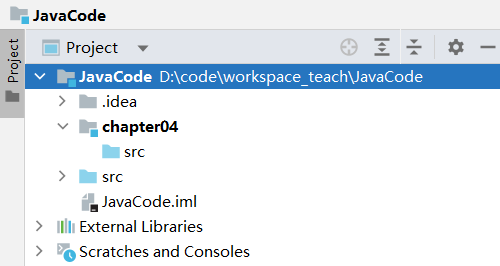 JavaCode
Project
Project
JavaCode D:\code\workspace_teach\JavaCode
.idea
chapter04
src
src
JavaCode.iml
External Libraries
Scratches and Consoles